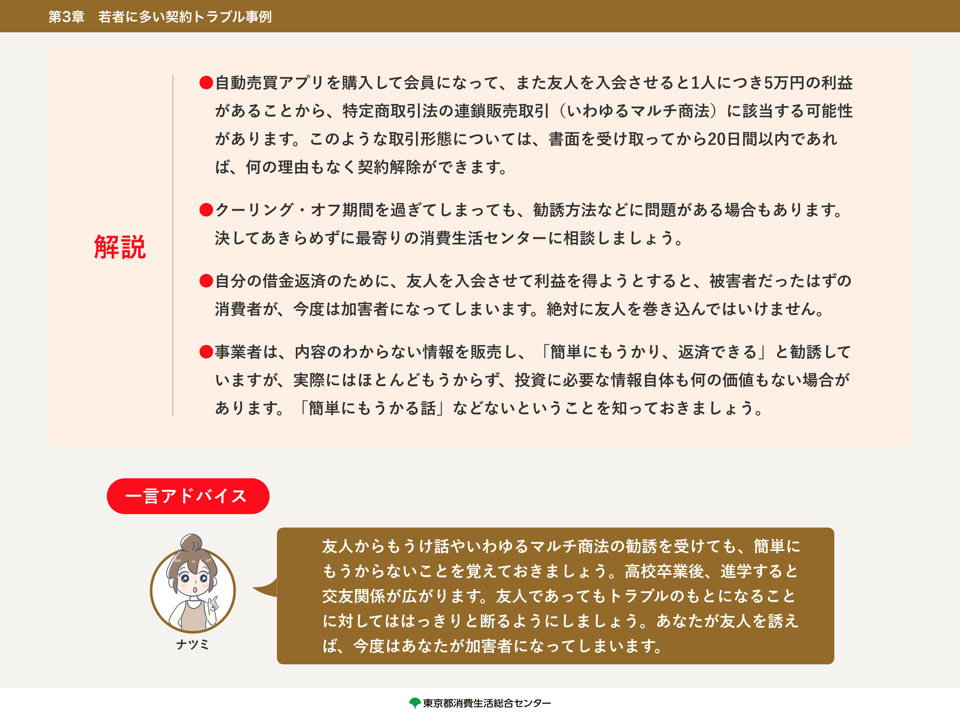 第3章　若者に多い契約トラブル事例
解説
●自動売買アプリを購入して会員になって、また友人を入会させると1人につき5万円の利益
があることから、特定商取引法の連鎖販売取引（いわゆるマルチ商法）に該当する可能性
があります。このような取引形態については、書面を受け取ってから20日間以内であれ
ば、何の理由もなく契約解除ができます。
●クーリング・オフ期間を過ぎてしまっても、勧誘方法などに問題がある場合もあります。
決してあきらめずに最寄りの消費生活センターに相談しましょう。
●自分の借金返済のために、友人を入会させて利益を得ようとすると、被害者だったはずの
消費者が、今度は加害者になってしまいます。絶対に友人を巻き込んではいけません。
●事業者は、内容のわからない情報を販売し、「簡単にもうかり、返済できる」と勧誘して
いますが、実際にはほとんどもうからず、投資に必要な情報自体も何の価値もない場合が
あります。「簡単にもうかる話」などないということを知っておきましょう。
一言アドバイス
友人からもうけ話やいわゆるマルチ商法の勧誘を受けても、簡単に
もうからないことを覚えておきましょう。高校卒業後、進学すると
交友関係が広がります。友人であってもトラブルのもとになること
に対してははっきりと断るようにしましょう。あなたが友人を誘え
ば、今度はあなたが加害者になってしまいます。
ナツミ
東京都消費生活総合センター